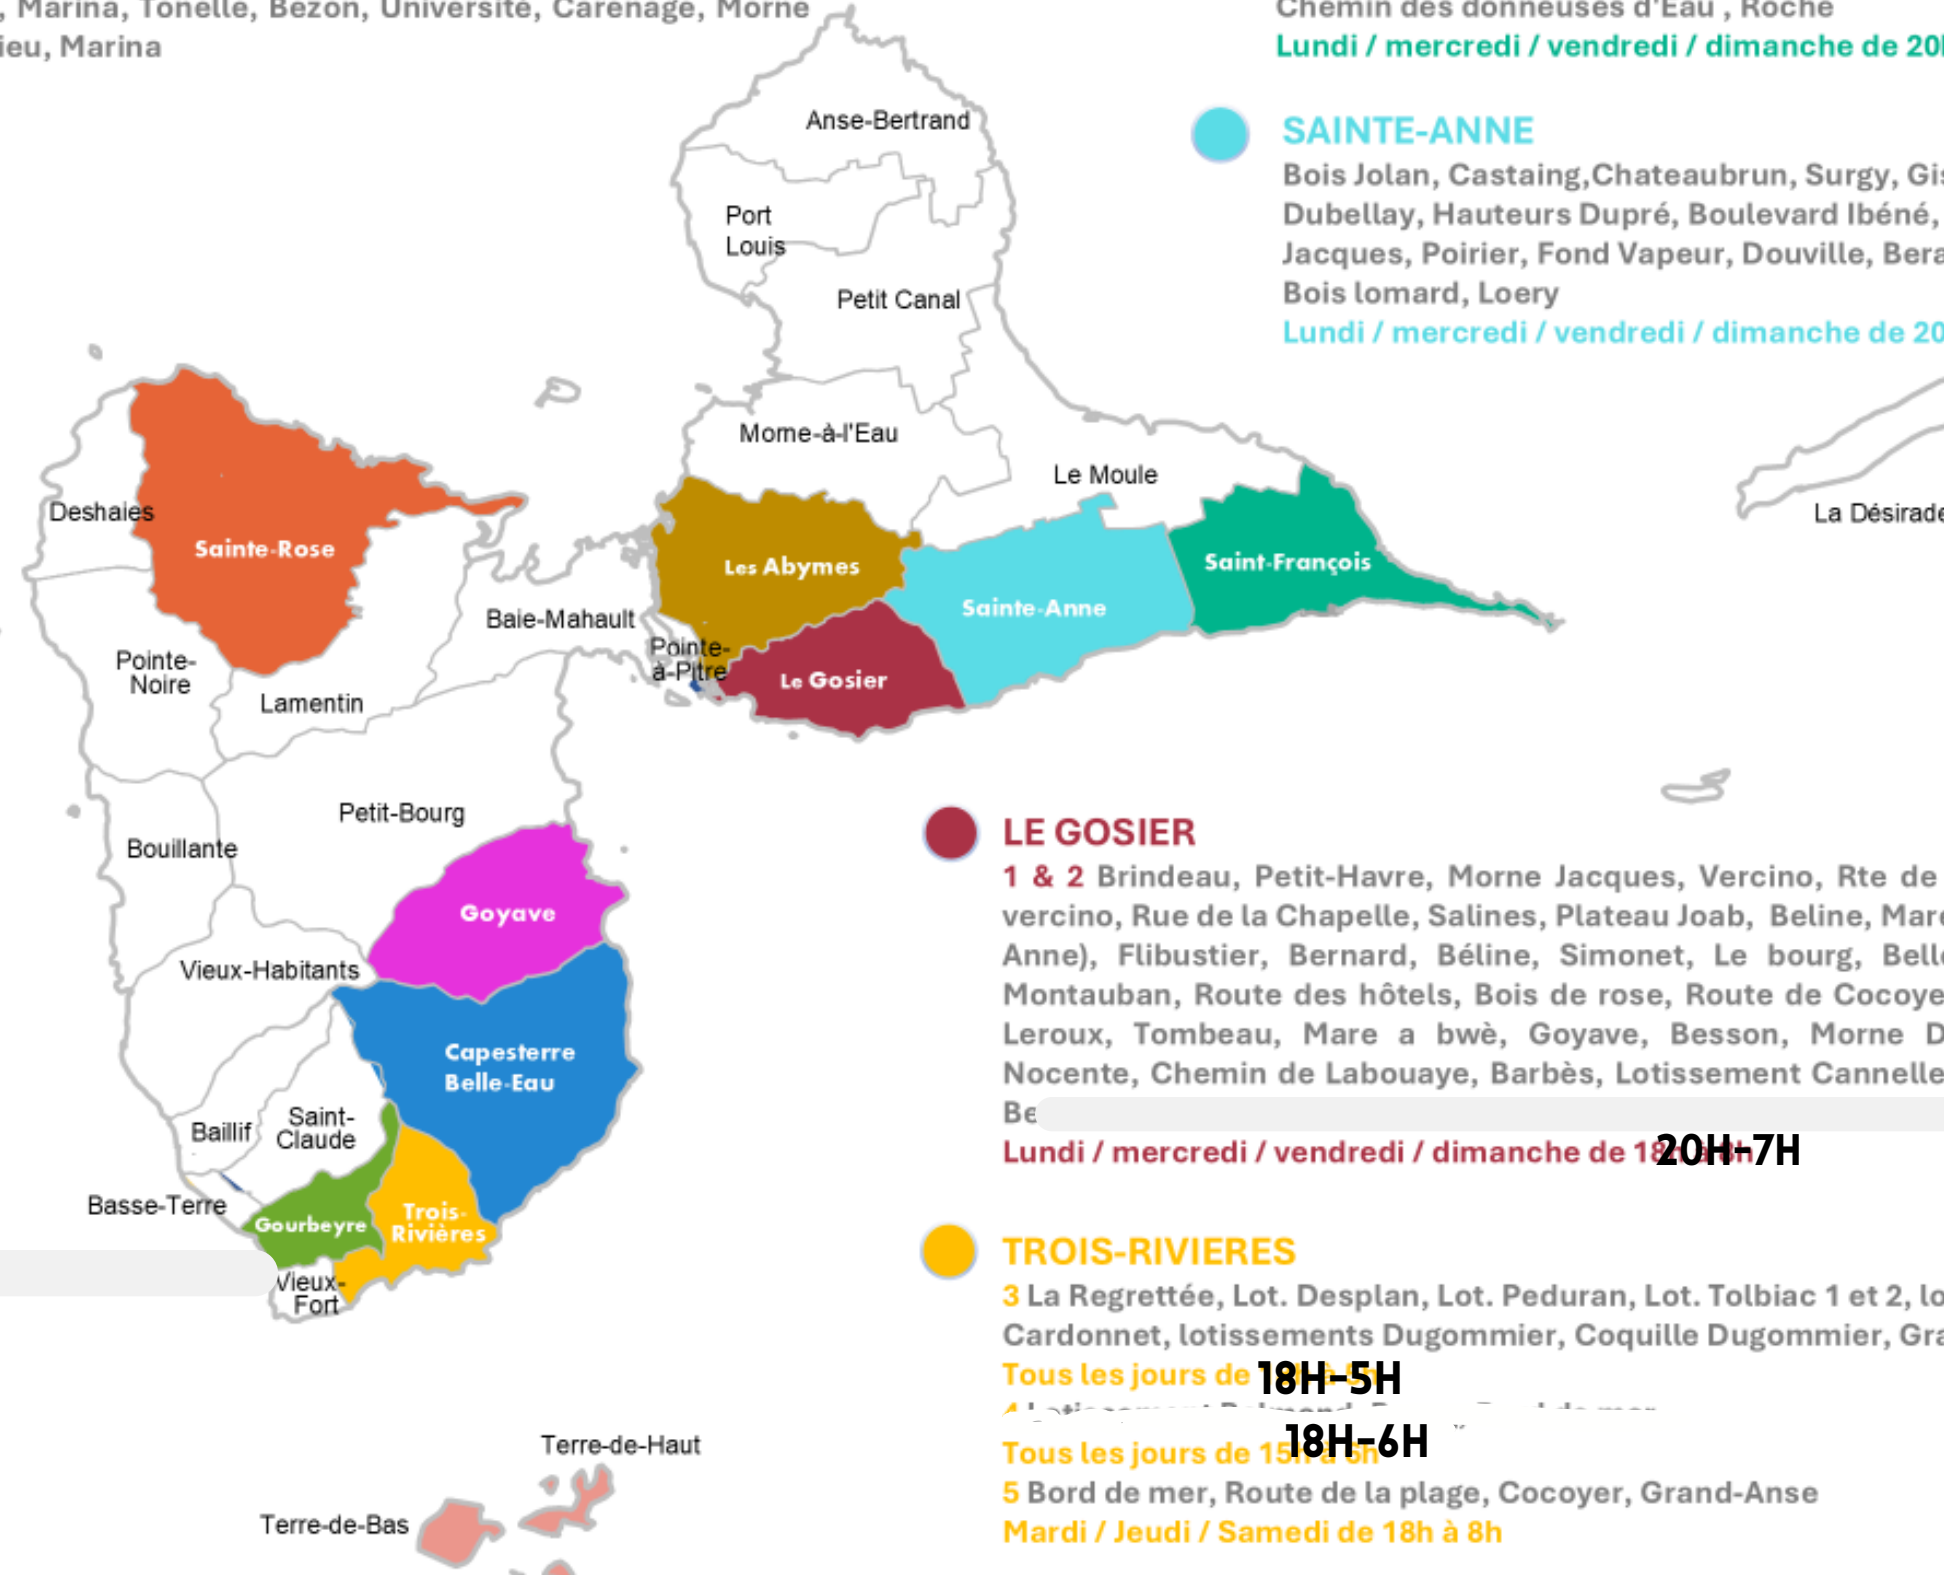 , Marina, Tonelle, Bezon, Université, Carénage, Morne
ieu, Marina
Chemin des donneuses d'Eau , Roche
Lundi / mercredi / vendredi / dimanche de 20h
SAINTE-ANNE
Bois Jolan, Castaing,Chateaubrun, Surgy, Gis
Dubellay, Hauteurs Dupré, Boulevard Ibéné,
Jacques, Poirier, Fond Vapeur, Douville, Bera
Bois lomard, Loery
Lundi / mercredi / vendredi / dimanche de 20
Anse-Bertrand
Port
Louis
Petit Canal
Morne-à-l'Eau
Le Moule
La Désirade
Deshaies
Sainte-Rose
Les Abymes
Saint-François
Sainte-Anne
Baie-Mahault
Pointe-
à-Pitre
Le Gosier
Pointe-
Noire
Lamentin
Petit-Bourg
Bouillante
Goyave
Vieux-Habitants
Capesterre
Belle-Eau
Saint-
Claude
Baillif
Basse-Terre
Gourbeyre
Trois-
Rivières
Vieux-
Fort
Terre-de-Haut
Terre-de-Bas
LE GOSIER
1 & 2 Brindeau, Petit-Havre, Morne Jacques, Vercino, Rte de
vercino, Rue de la Chapelle, Salines, Plateau Joab, Beline, Mare
Anne), Flibustier, Bernard, Béline, Simonet, Le bourg, Belle
Montauban, Route des hôtels, Bois de rose, Route de Cocoye
Leroux, Tombeau, Mare a bwè, Goyave, Besson, Morne D
Nocente, Chemin de Labouaye, Barbès, Lotissement Cannelle
Be
Lundi / mercredi / vendredi / dimanche de 20H-7H
TROIS-RIVIERES
3 La Regrettée, Lot. Desplan, Lot. Peduran, Lot. Tolbiac 1 et 2, lo
Cardonnet, lotissements Dugommier, Coquille Dugommier, Gra
Tous les jours de 18H-5H
Tous les jours de 18H-6H
5 Bord de mer, Route de la plage, Cocoyer, Grand-Anse
Mardi / Jeudi / Samedi de 18h à 8h